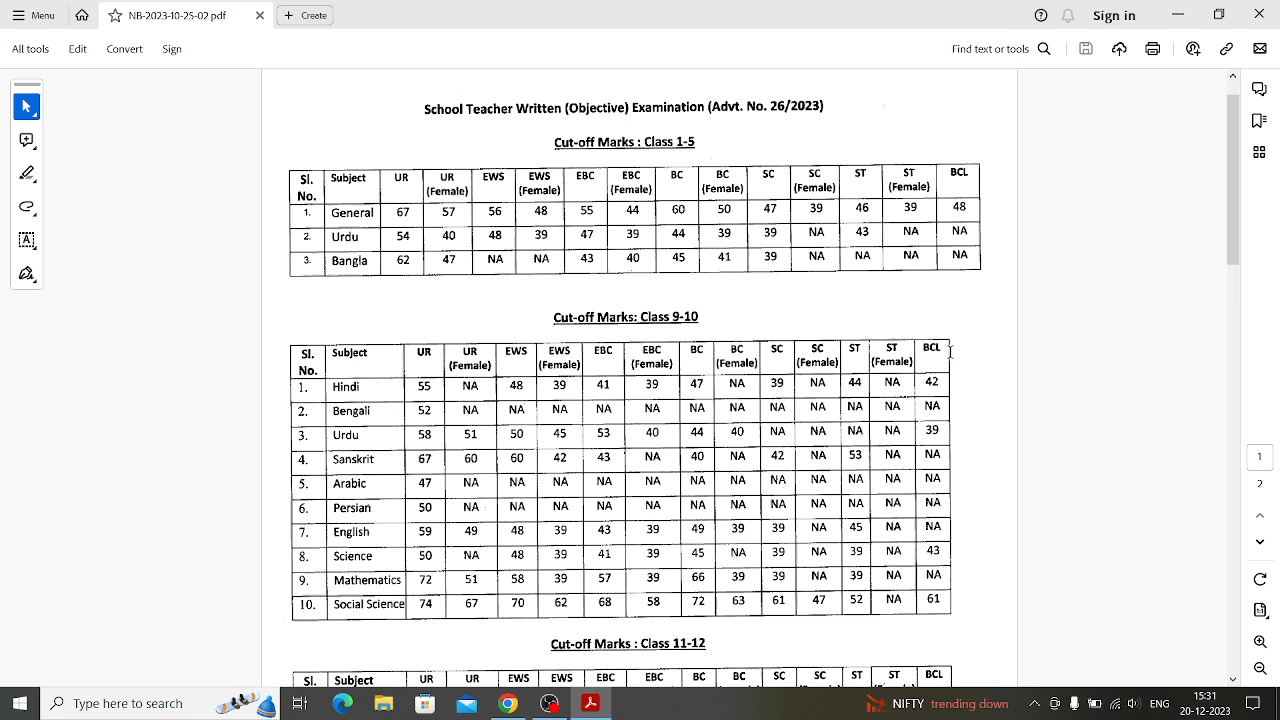 Menu NB-2023-10-25-02.pdf + Create Sign in
All tools Edit Convert Sign Find text or tools
School Teacher Written (Objective) Examination (Advt. No. 26/2023)
Cut-off Marks : Class 1-5
Sl. No. Subject UR UR (Female) EWS EWS (Female) EBC EBC (Female) BC BC (Female) SC SC (Female) ST ST (Female) BCL
1. General 67 57 56 48 55 44 60 50 47 39 46 39 48
2. Urdu 54 40 48 39 47 39 44 39 39 NA 43 NA NA
3. Bangla 62 47 NA NA 43 40 45 41 39 NA NA NA NA
Cut-off Marks: Class 9-10
Sl. No. Subject UR UR (Female) EWS EWS (Female) EBC EBC (Female) BC BC (Female) SC SC (Female) ST ST (Female) BCL
1. Hindi 55 NA 48 39 41 39 47 NA 39 NA 44 NA 42
2. Bengali 52 NA NA NA NA NA NA NA NA NA NA NA NA
3. Urdu 58 51 50 45 53 40 44 40 NA NA NA NA 39
4. Sanskrit 67 60 60 42 43 NA 40 NA 42 NA 53 NA NA
5. Arabic 47 NA NA NA NA NA NA NA NA NA NA NA NA
6. Persian 50 NA NA NA NA NA NA NA NA NA NA NA NA
7. English 59 49 48 39 43 39 49 39 39 NA 45 NA NA
8. Science 50 NA 48 39 41 39 45 NA 39 NA 39 NA 43
9. Mathematics 72 51 58 39 57 39 66 39 39 NA 39 NA NA
10. Social Science 74 67 70 62 68 58 72 63 61 47 52 NA 61
Cut-off Marks : Class 11-12
Sl. Subject UR UR EWS EWS EBC EBC BC BC SC SC ST ST BCL
1
2
Type here to search NIFTY trending down ENG 15:31
20-12-2023